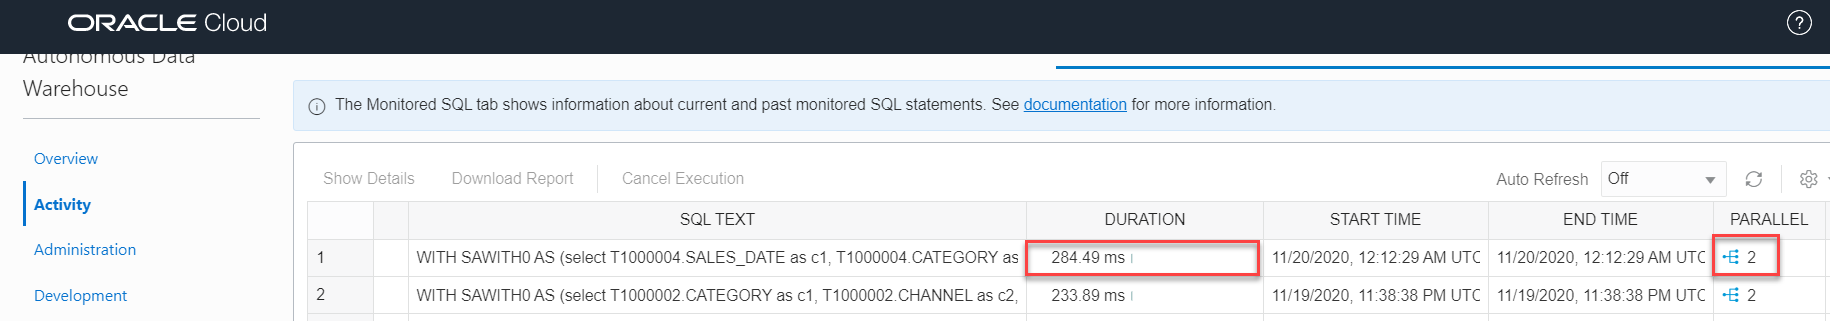 ORACLE Cloud
?
Autonomous Data
Warehouse
Overview
Activity
Administration
Development
The Monitored SQL tab shows information about current and past monitored SQL statements. See documentation for more information.
Show Details Download Report Cancel Execution Auto Refresh Off
SQL TEXT DURATION START TIME END TIME PARALLEL
1 WITH SAWITH0 AS (select T1000004.SALES_DATE as c1, T1000004.CATEGORY as 284.49 ms 11/20/2020, 12:12:29 AM UTC 11/20/2020, 12:12:29 AM UTC 2
2 WITH SAWITH0 AS (select T1000002.CATEGORY as c1, T1000002.CHANNEL as c2, 233.89 ms 11/19/2020, 11:38:38 PM UTC 11/19/2020, 11:38:38 PM UTC 2